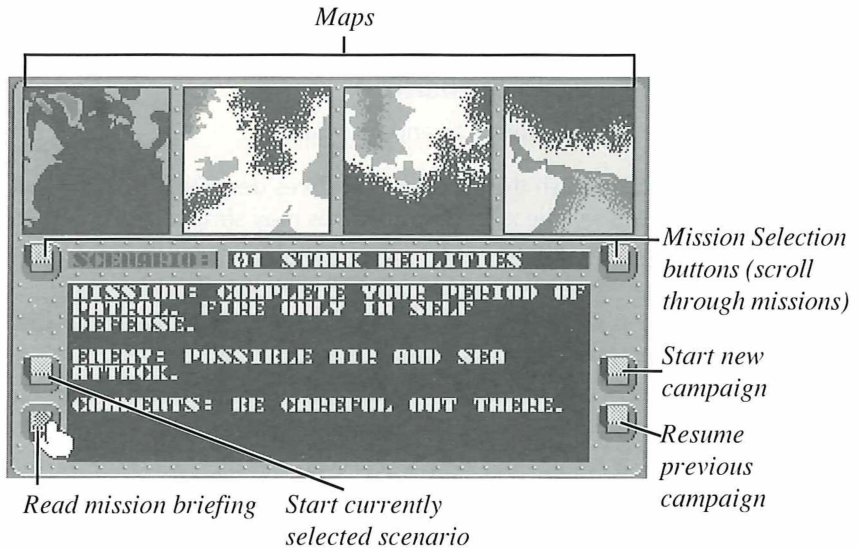 Maps
SCENARIO: 01 STARK REALITIES
MISSION: COMPLETE YOUR PERIOD OF
PATROL. FIRE ONLY IN SELF
DEFENSE.
ENEMY: POSSIBLE AIR AND SEA
ATTACK.
COMMENTS: BE CAREFUL OUT THERE.
Mission Selection
buttons (scroll
through missions)
Start new
campaign
Resume
previous
campaign
Read mission briefing
Start currently
selected scenario